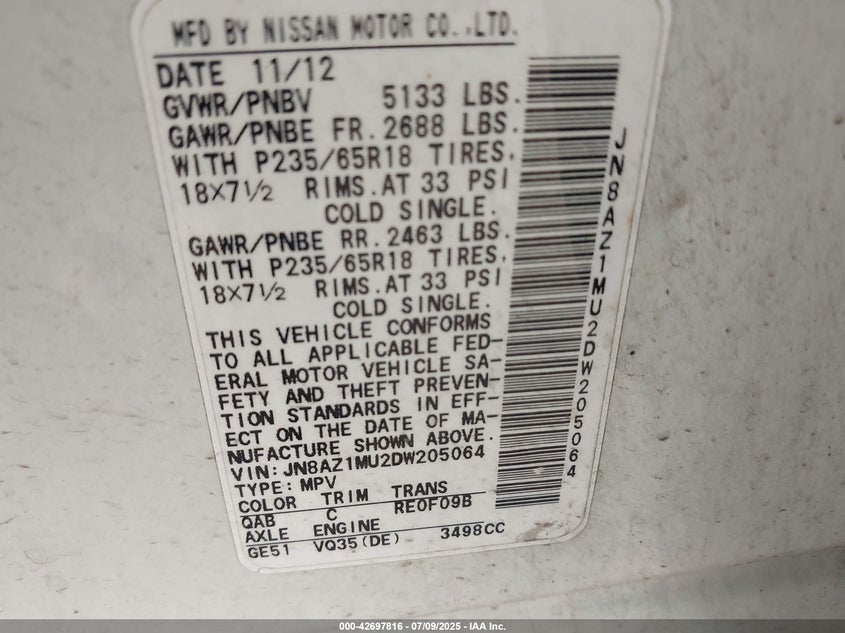 MFD BY NISSAN MOTOR CO.,LTD.
DATE 11/12
GVWR/PNBV 5133 LBS.
GAWR/PNBE FR.2688 LBS.
WITH P235/65R18 TIRES,
18X7½ RIMS.AT 33 PSI
COLD SINGLE.
GAWR/PNBE RR.2463 LBS.
WITH P235/65R18 TIRES,
18X7½ RIMS.AT 33 PSI
COLD SINGLE.
THIS VEHICLE CONFORMS
TO ALL APPLICABLE FED-
ERAL MOTOR VEHICLE SA-
FETY AND THEFT PREVEN-
TION STANDARDS IN EFF-
ECT ON THE DATE OF MA-
NUFACTURE SHOWN ABOVE.
VIN:JN8AZ1MU2DW205064
TYPE:MPV
COLOR TRIM TRANS
QAB C RE0F09B
AXLE ENGINE
GE51 VQ35(DE) 3498CC
JN8AZ1MU2DW205064
000-42697816 - 07/09/2025 - IAA Inc.